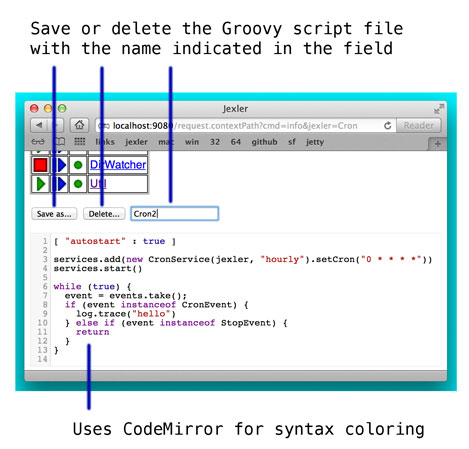 Save or delete the Groovy script file
with the name indicated in the field
Jexler
localhost:9080/request.contextPath?cmd=info&jexler=Cron
Reader
links jexler mac win 32 64 github sf jetty
DirWatcher
Util
Save as... Delete... Cron2
1 [ "autostart" : true ]
2
3 services.add(new CronService(jexler, "hourly").setCron("0 * * * *"))
4 services.start()
5
6 while (true) {
7 event = events.take();
8 if (event instanceof CronEvent) {
9 log.trace("hello")
10 } else if (event instanceof StopEvent) {
11 return
12 }
13 }
14
Uses CodeMirror for syntax coloring